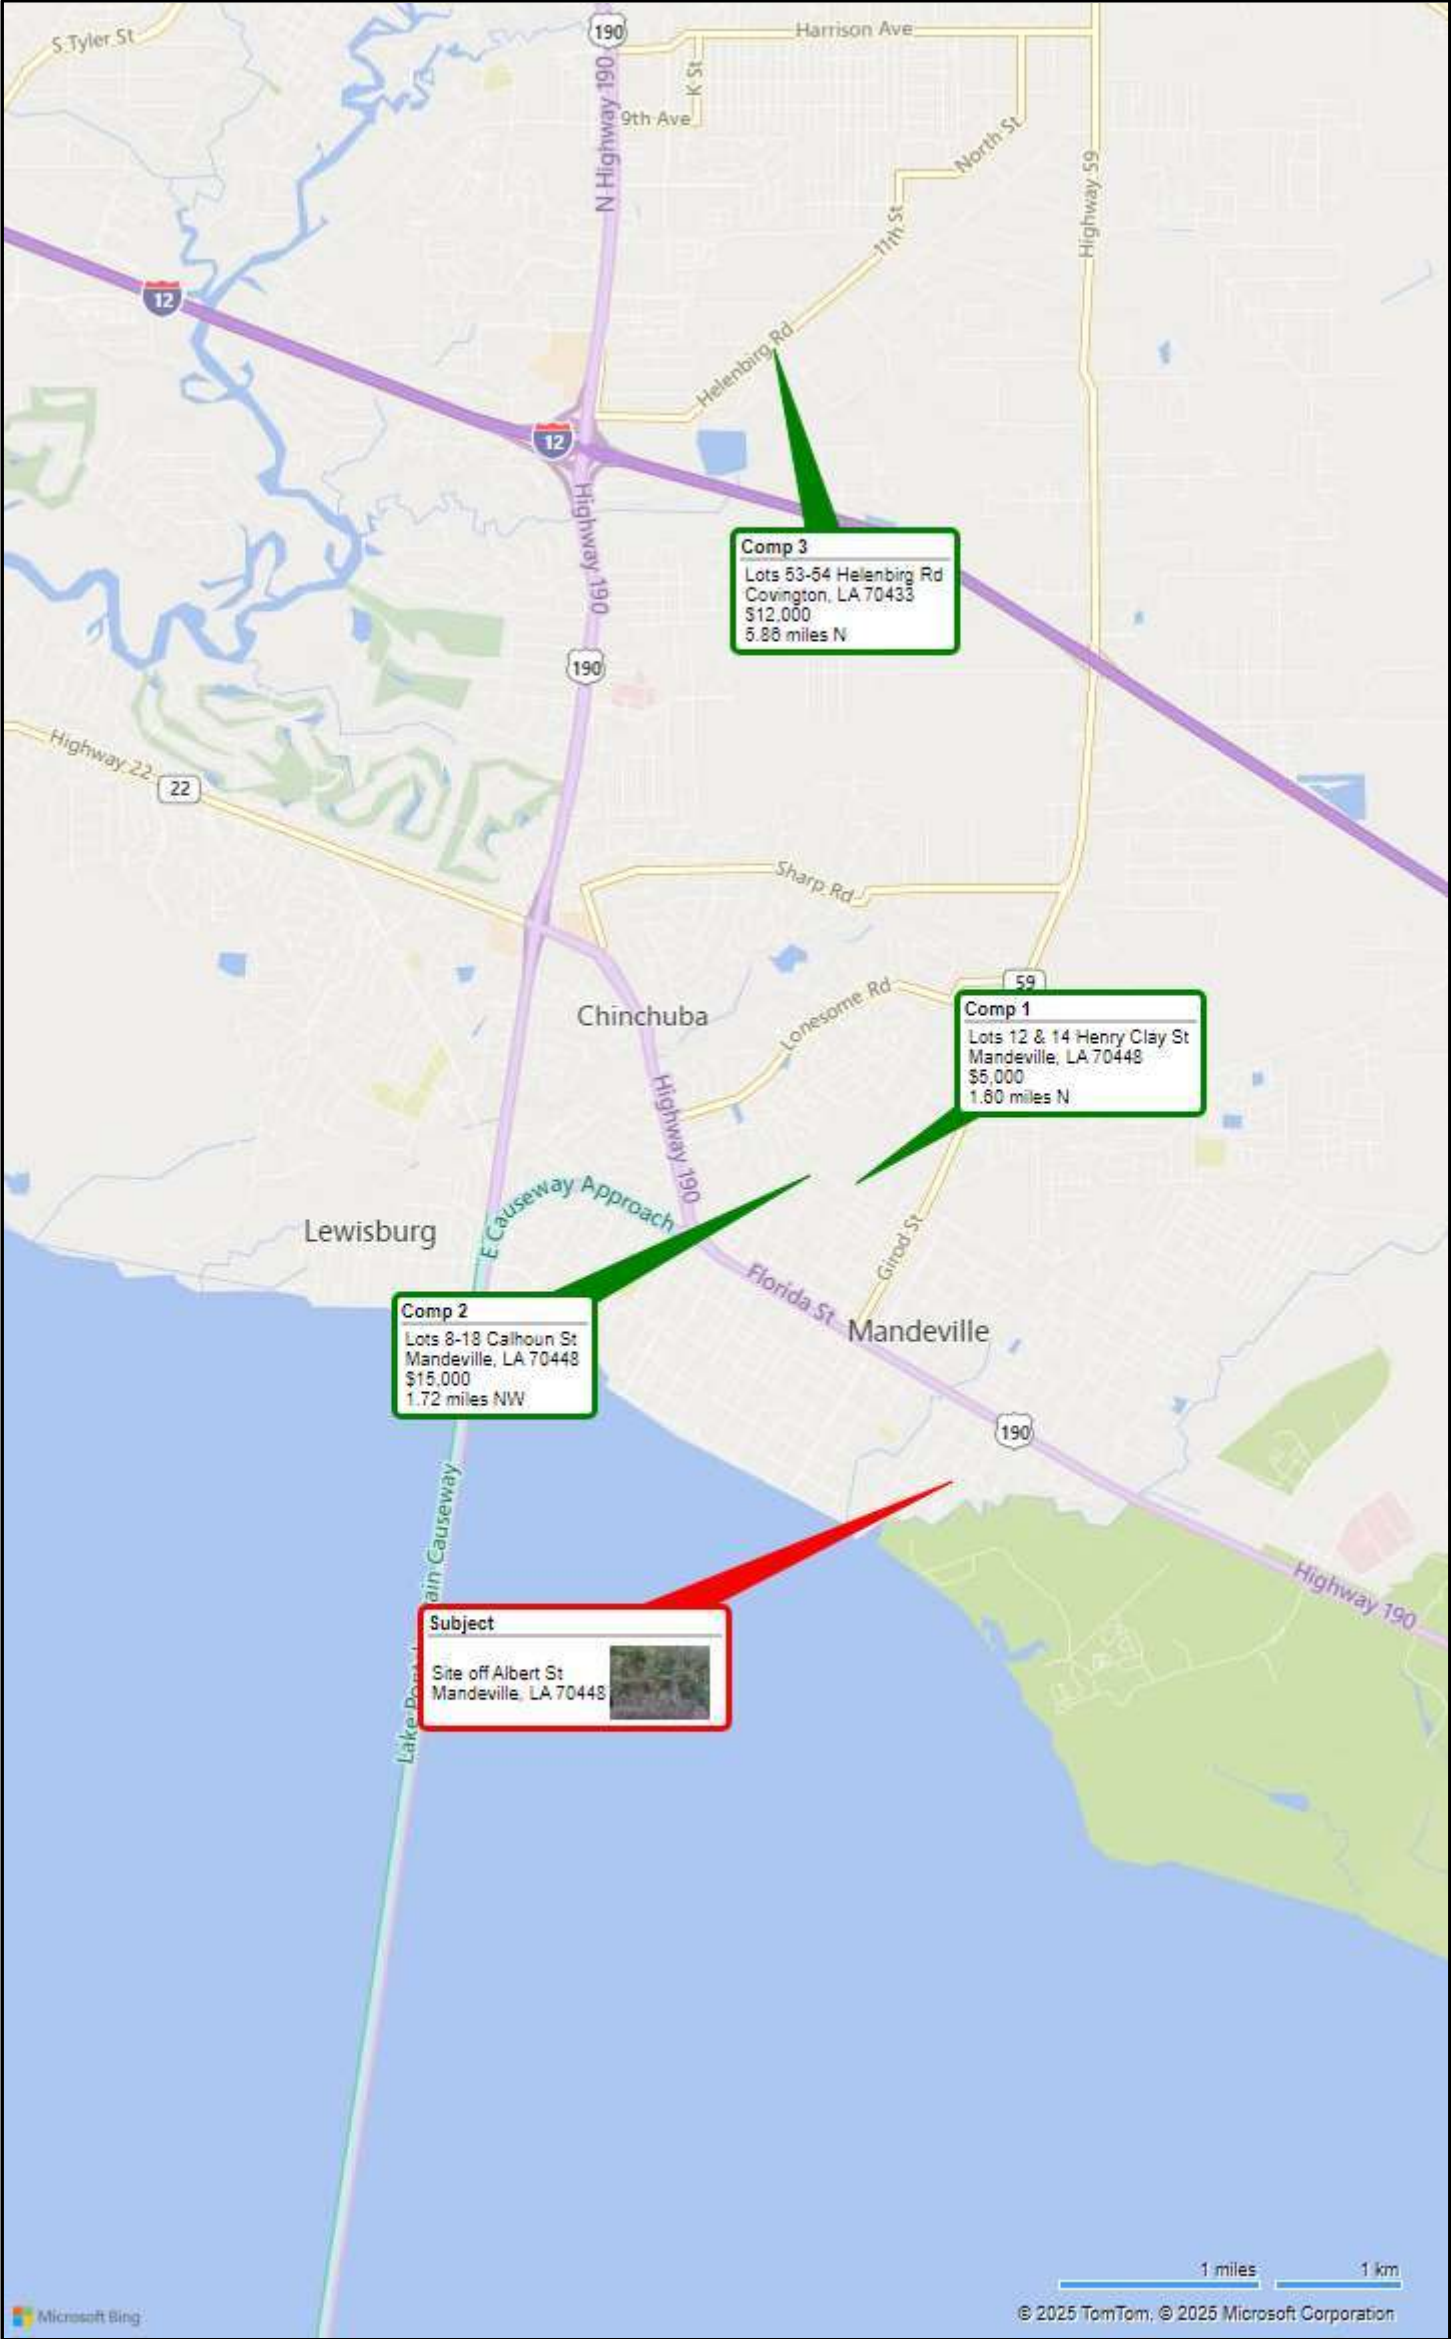 S Tyler St
190
Harrison Ave
N Highway 190
K St
9th Ave
North St
Highway 59
11th St
12
Helenbirg Rd
12
Highway 190
Comp 3
Lots 53-54 Helenbirg Rd
Covington, LA 70433
$12,000
5.86 miles N
190
Highway 22
22
Sharp Rd
59
Lonesome Rd
Comp 1
Lots 12 & 14 Henry Clay St
Mandeville, LA 70448
$5,000
1.60 miles N
Chinchuba
Highway 190
E Causeway Approach
Lewisburg
Girod St
Florida St
Mandeville
Comp 2
Lots 8-18 Calhoun St
Mandeville, LA 70448
$15,000
1.72 miles NW
190
Highway 190
Lake Pont
ain Causeway
Subject
Site off Albert St
Mandeville, LA 70448
1 miles
1 km
Microsoft Bing
© 2025 TomTom, © 2025 Microsoft Corporation